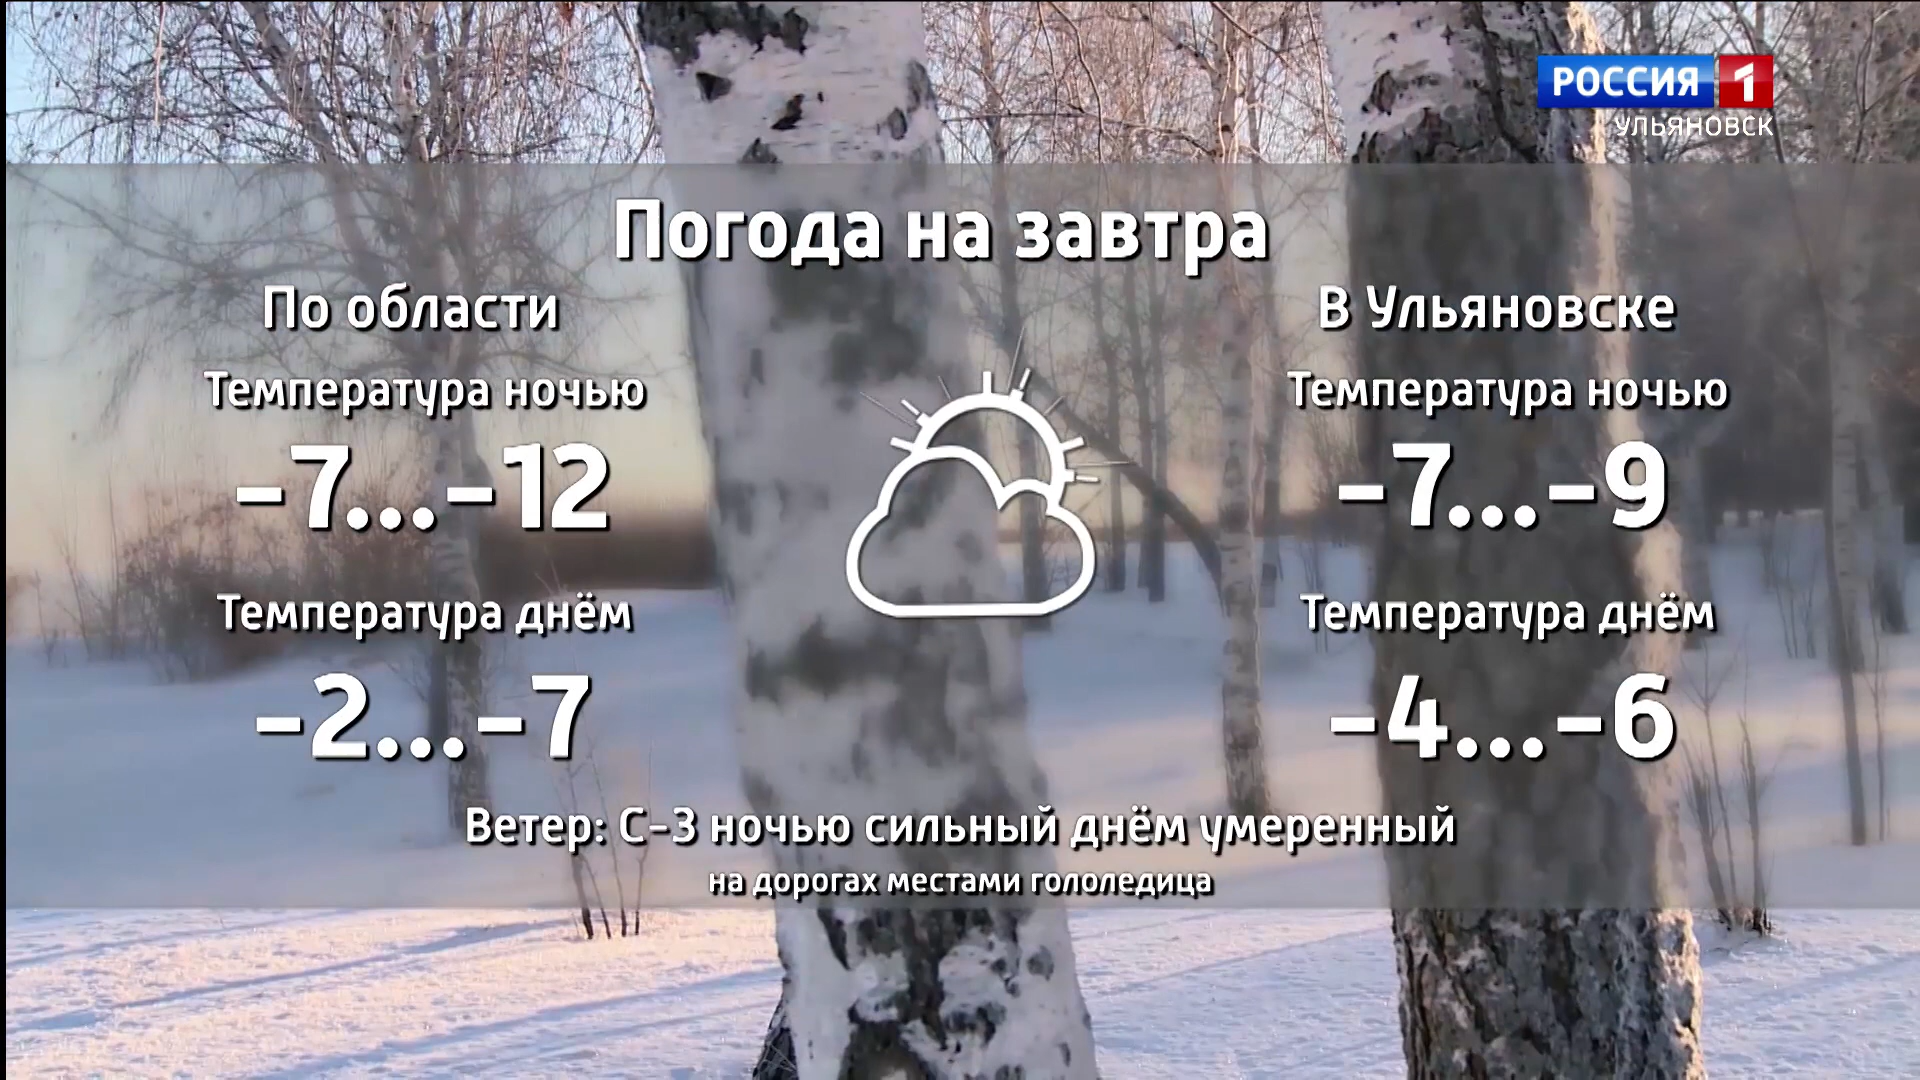 РОССИЯ 1
УЛЬЯНОВСК
Погода на завтра
По области
Температура ночью
-7...-12
Температура днём
-2...-7
В Ульяновске
Температура ночью
-7...-9
Температура днём
-4...-6
Ветер: С-З ночью сильный днём умеренный
на дорогах местами гололедица